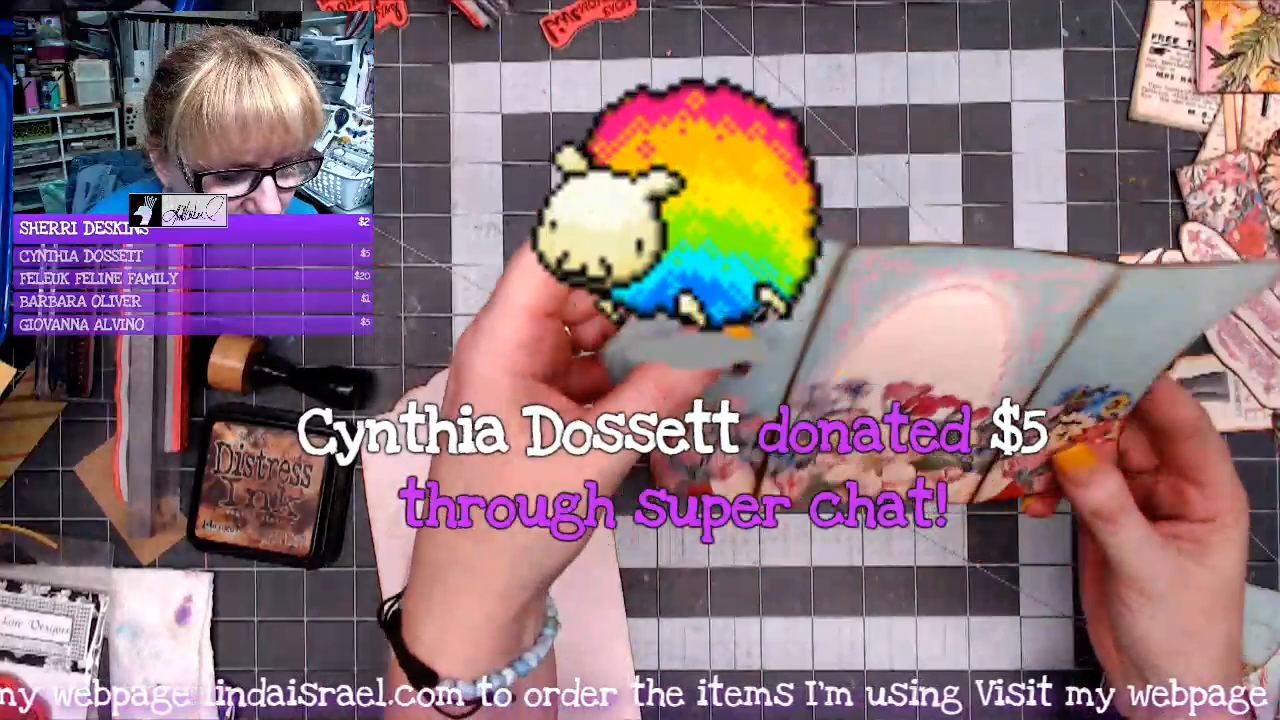 SHERRI DESKINS $2
CYNTHIA DOSSETT $5
FELEUK FELINE FAMILY $20
BARBARA OLIVER $1
GIOVANNA ALVINO $5
Distress
Ink
Cynthia Dossett donated $5
through super chat!
FREE
my webpage lindaisrael.com to order the items I'm using Visit my webpage